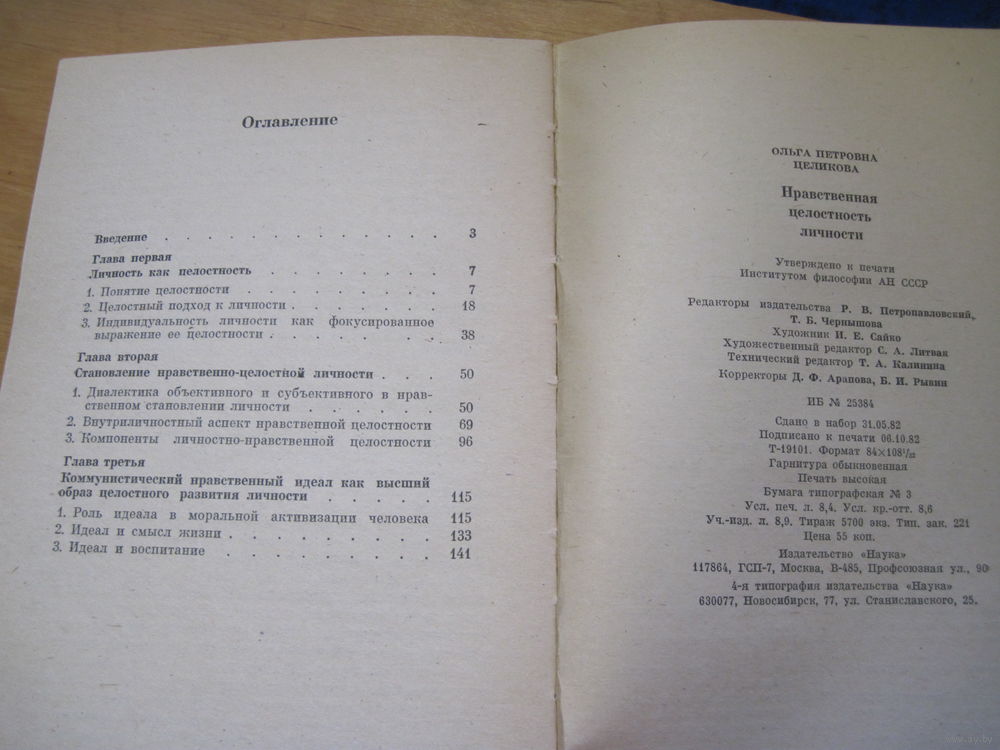 Оглавление
Введение . . . . . . . . . . . . . 3
Глава первая
Личность как целостность . . . . . . . . 7
1. Понятие целостности . . . . . . . . . 7
2. Целостный подход к личности . . . . . . . 18
3. Индивидуальность личности как фокусированное
выражение ее целостности . . . . . . . . 38
Глава вторая
Становление нравственно-целостной личности . . . 50
1. Диалектика объективного и субъективного в нрав-
ственном становлении личности . . . . . . 50
2. Внутриличностный аспект нравственной целостности 69
3. Компоненты личностно-нравственной целостности 96
Глава третья
Коммунистический нравственный идеал как высший
образ целостного развития личности . . . . . 115
1. Роль идеала в моральной активизации человека 115
2. Идеал и смысл жизни . . . . . . . . . 133
3. Идеал и воспитание . . . . . . . . . 141
ОЛЬГА ПЕТРОВНА
ЦЕЛИКОВА
Нравственная
целостность
личности
Утверждено к печати
Институтом философии АН СССР
Редакторы издательства Р. В. Петропавловский,
Т. Б. Чернышова
Художник И. Е. Сайко
Художественный редактор С. А. Литвак
Технический редактор Т. А. Калинина
Корректоры Д. Ф. Арапова, Б. И. Рывин
ИБ № 25384
Сдано в набор 31.05.82
Подписано к печати 06.10.82
Т-19101. Формат 84×108¹/₃₂
Гарнитура обыкновенная
Печать высокая
Бумага типографская № 3
Усл. печ. л. 8,4. Усл. кр.-отт. 8,6
Уч.-изд. л. 8,9. Тираж 5700 экз. Тип. зак. 221
Цена 55 коп.
Издательство «Наука»
117864, ГСП-7, Москва, В-485, Профсоюзная ул., 90
4-я типография издательства «Наука»
630077, Новосибирск, 77, ул. Станиславского, 25.
www.ay.by